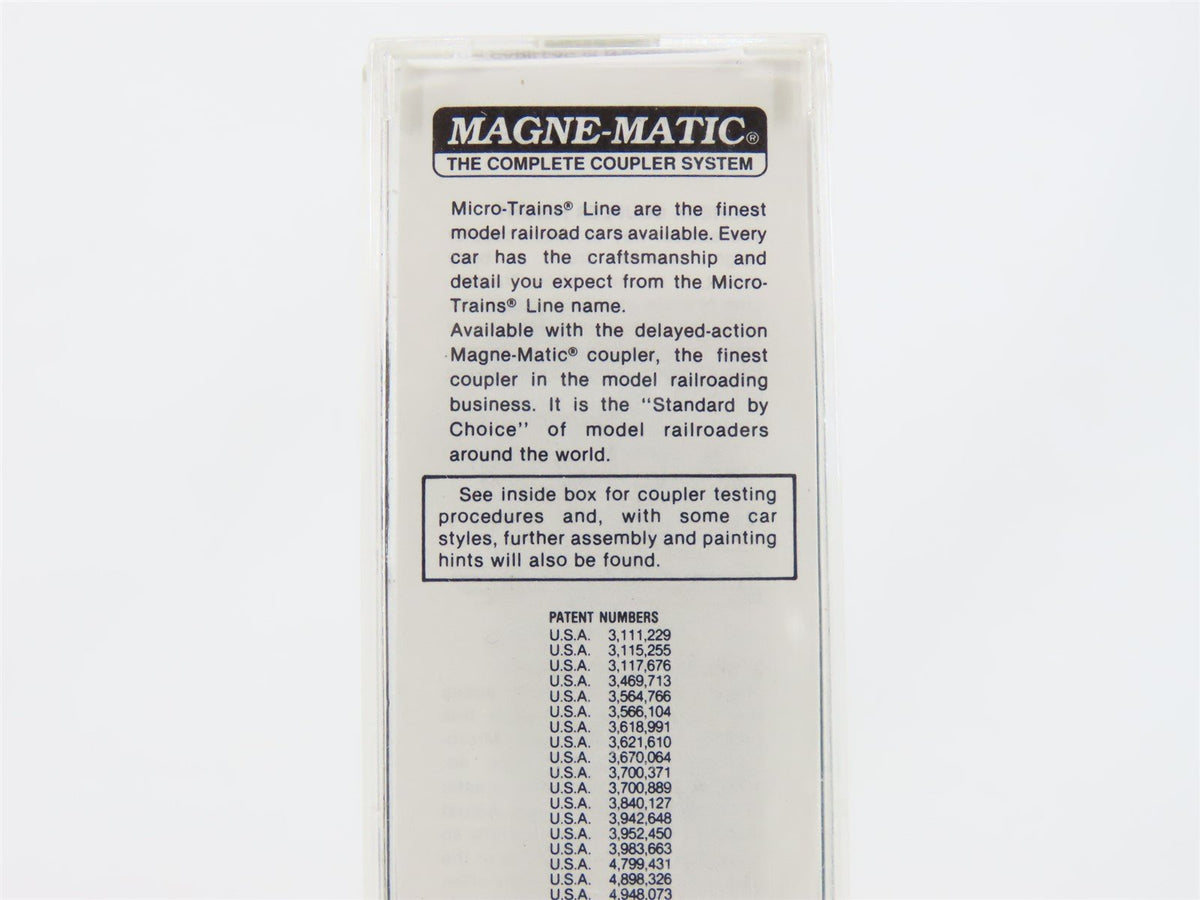 MAGNE-MATIC®
THE COMPLETE COUPLER SYSTEM
Micro-Trains® Line are the finest
model railroad cars available. Every
car has the craftsmanship and
detail you expect from the Micro-
Trains® Line name.
Available with the delayed-action
Magne-Matic® coupler, the finest
coupler in the model railroading
business. It is the "Standard by
Choice" of model railroaders
around the world.
See inside box for coupler testing
procedures and, with some car
styles, further assembly and painting
hints will also be found.
PATENT NUMBERS
U.S.A. 3,111,229
U.S.A. 3,115,255
U.S.A. 3,117,676
U.S.A. 3,469,713
U.S.A. 3,564,766
U.S.A. 3,566,104
U.S.A. 3,618,991
U.S.A. 3,621,610
U.S.A. 3,670,064
U.S.A. 3,700,371
U.S.A. 3,700,889
U.S.A. 3,840,127
U.S.A. 3,942,648
U.S.A. 3,952,450
U.S.A. 3,983,663
U.S.A. 4,799,431
U.S.A. 4,898,326
U.S.A. 4,948,073